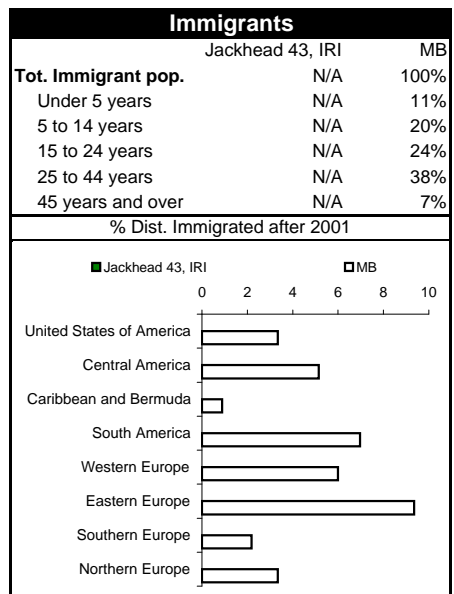 Immigrants
Jackhead 43, IRI MB
Tot. Immigrant pop. N/A 100%
Under 5 years N/A 11%
5 to 14 years N/A 20%
15 to 24 years N/A 24%
25 to 44 years N/A 38%
45 years and over N/A 7%
% Dist. Immigrated after 2001
Jackhead 43, IRI MB
0 2 4 6 8 10
United States of America
Central America
Caribbean and Bermuda
South America
Western Europe
Eastern Europe
Southern Europe
Northern Europe